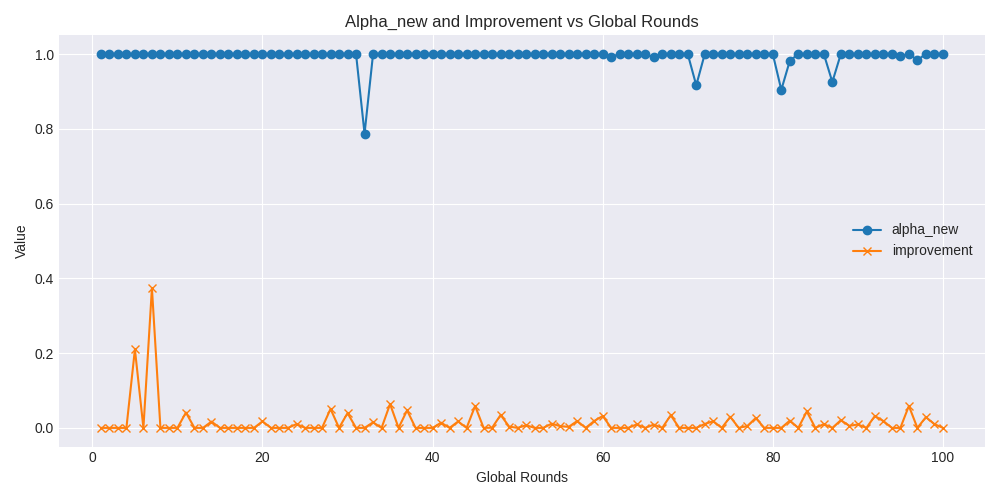 Alpha_new and Improvement vs Global Rounds
Value
1.0
0.8
0.6
0.4
0.2
0.0
alpha_new
improvement
0 20 40 60 80 100
Global Rounds